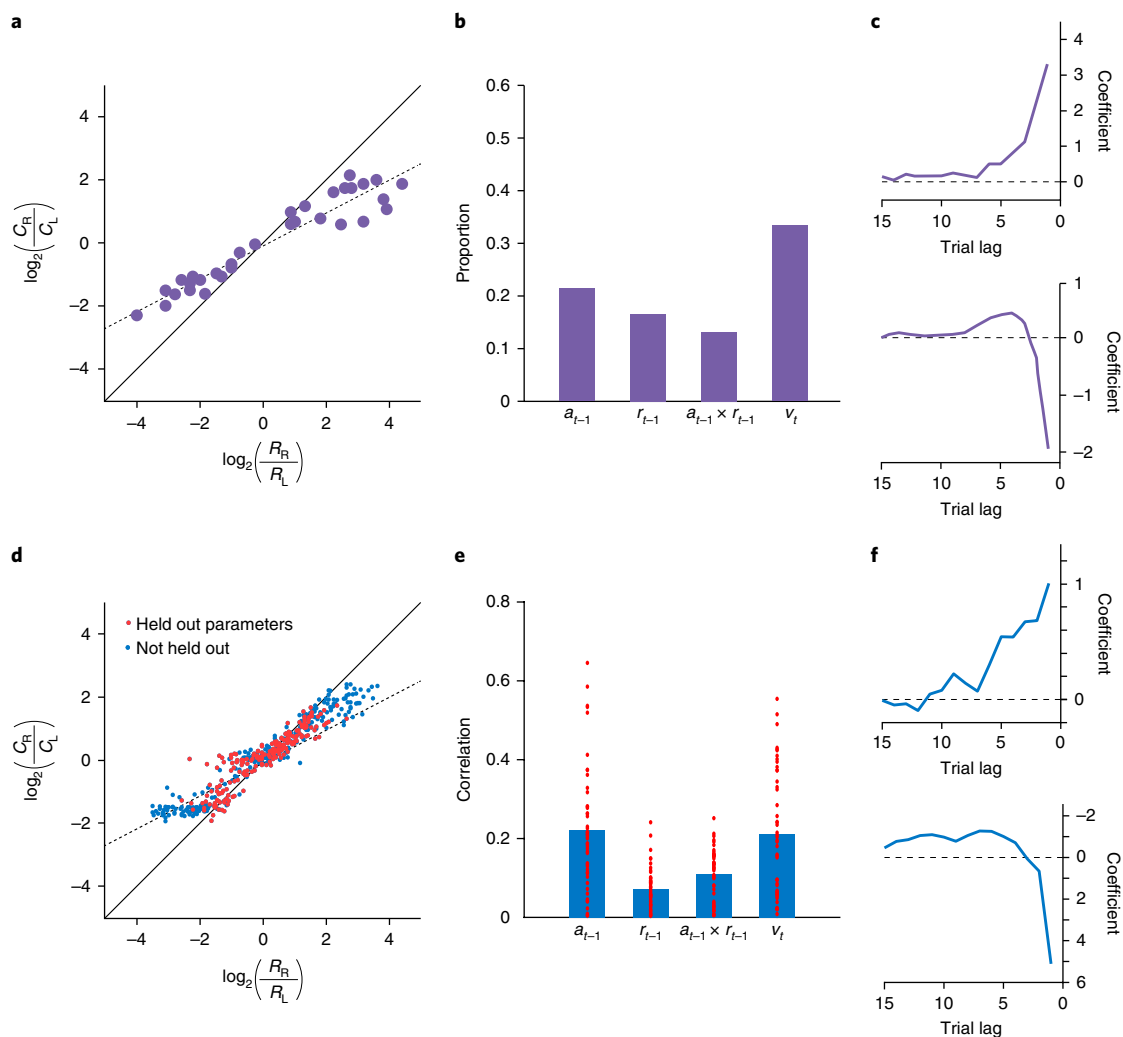 a
4
2
0
−2
−4
log2(CR/CL)
−4 −2 0 2 4
log2(RR/RL)
b
0.6
0.5
0.4
0.3
0.2
0.1
0
Proportion
at−1 rt−1 at−1 × rt−1 vt
c
4
3
2
1
0
Coefficient
15 10 5 0
Trial lag
1
0
−1
−2
Coefficient
15 10 5 0
Trial lag
d
Held out parameters
Not held out
4
2
0
−2
−4
log2(CR/CL)
−4 −2 0 2 4
log2(RR/RL)
e
0.8
0.6
0.4
0.2
0
Correlation
at−1 rt−1 at−1 × rt−1 vt
f
1
0
Coefficient
15 10 5 0
Trial lag
−2
0
2
4
6
Coefficient
15 10 5 0
Trial lag